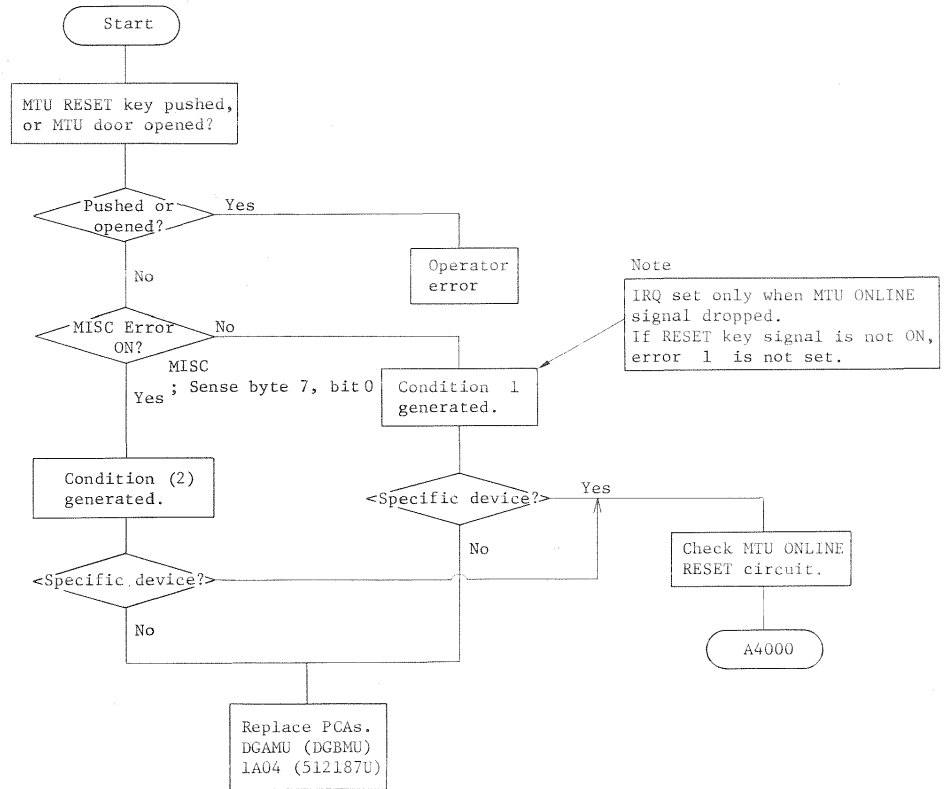 Start
MTU RESET key pushed,
or MTU door opened?
Pushed or
opened?
Yes
No
Operator
error
Note
IRQ set only when MTU ONLINE
signal dropped.
If RESET key signal is not ON,
error 1 is not set.
MISC Error
ON?
No
Yes
MISC
; Sense byte 7, bit 0
Condition 1
generated.
Condition (2)
generated.
<Specific device?>
Yes
No
<Specific device?>
No
Check MTU ONLINE
RESET circuit.
A4000
Replace PCAs.
DGAMU (DGBMU)
1A04 (512187U)